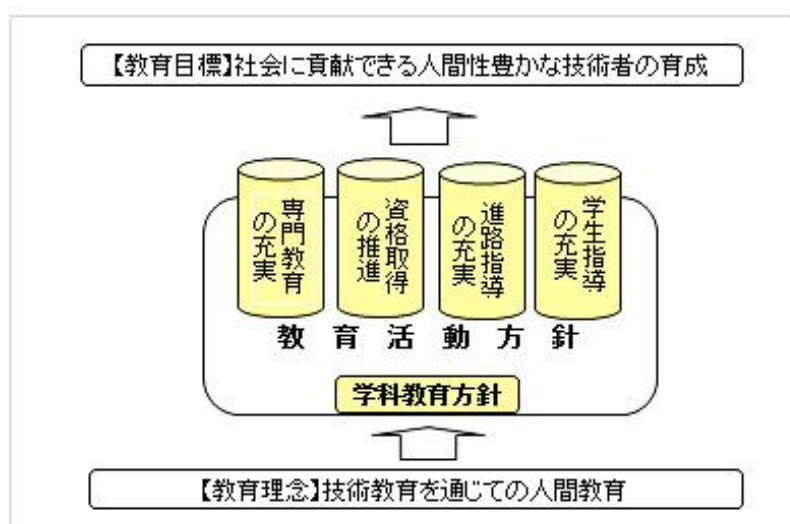 【教育目標】社会に貢献できる人間性豊かな技術者の育成
専門教育
の充実
資格取得
の推進
進路指導
の充実
学生指導
の充実
教育活動方針
学科教育方針
【教育理念】技術教育を通じての人間教育